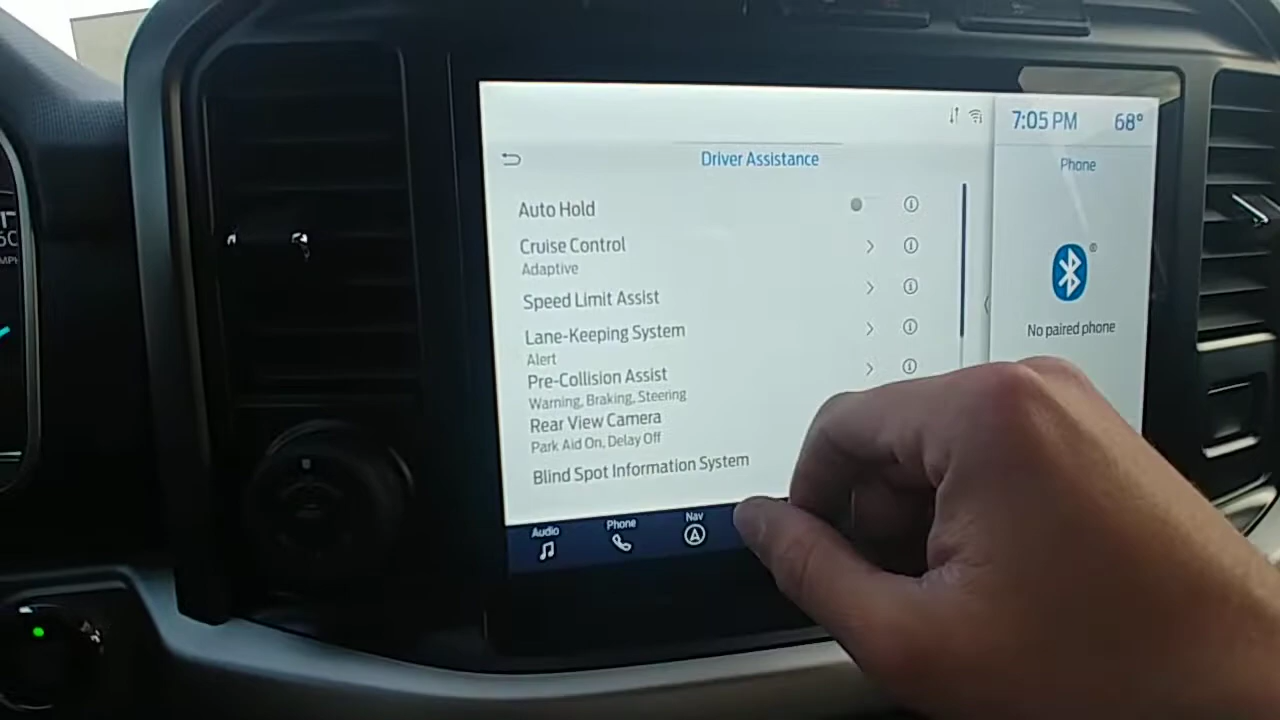 7:05 PM 68°
Driver Assistance
Phone
Auto Hold
Cruise Control
Adaptive
Speed Limit Assist
Lane-Keeping System
Alert
Pre-Collision Assist
Warning, Braking, Steering
Rear View Camera
Park Aid On, Delay Off
Blind Spot Information System
No paired phone
Audio
Phone
Nav